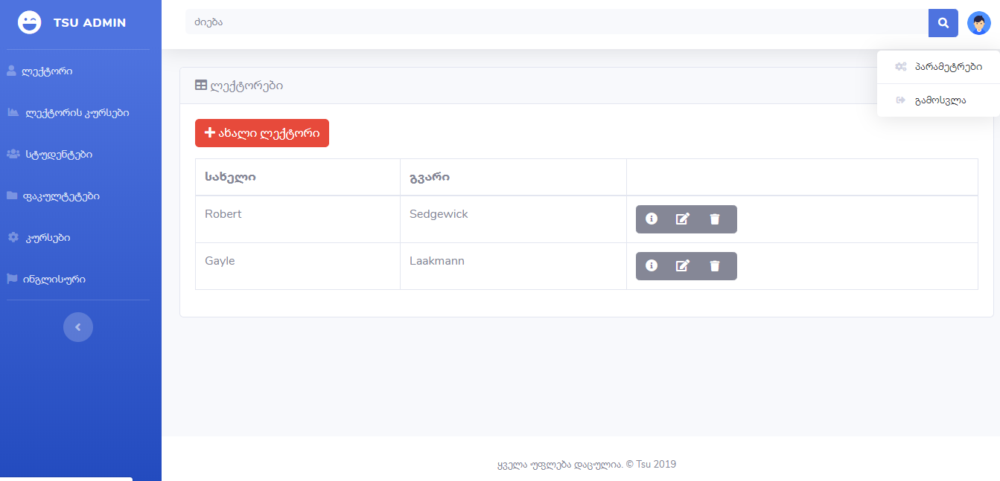 TSU ADMIN
ძიება
ლექტორი
ლექტორის კურსები
სტუდენტები
ფაკულტეტები
კურსები
ინგლისური
პარამეტრები
გამოსვლა
ლექტორები
ახალი ლექტორი
სახელი გვარი
Robert Sedgewick
Gayle Laakmann
ყველა უფლება დაცულია. © Tsu 2019